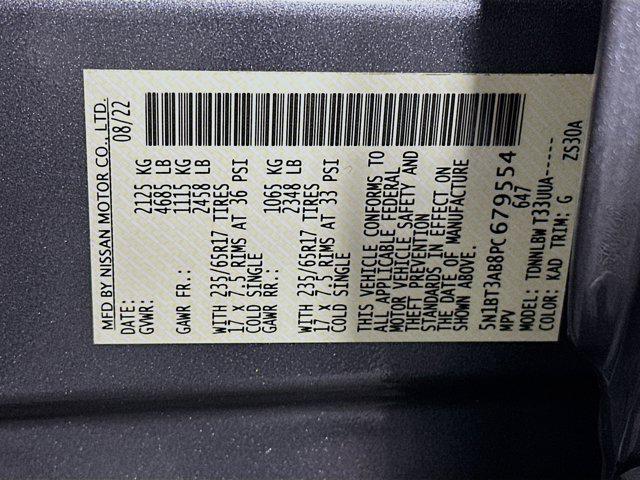 MFD BY NISSAN MOTOR CO., LTD.
DATE: 08/22
GVWR: 2125 KG
4685 LB
GAWR FR.: 1115 KG
2458 LB
WITH 235/65R17 TIRES
17 x 7.5 RIMS AT 36 PSI
COLD SINGLE
GAWR RR.: 1065 KG
2348 LB
WITH 235/65R17 TIRES
17 x 7.5 RIMS AT 33 PSI
COLD SINGLE
THIS VEHICLE CONFORMS TO
ALL APPLICABLE FEDERAL
MOTOR VEHICLE SAFETY AND
THEFT PREVENTION
STANDARDS IN EFFECT ON
THE DATE OF MANUFACTURE
SHOWN ABOVE.
5N1BT3AB8PC679554
MPV 647
MODEL: TDNNLBW T33UUA-----
COLOR: KAD TRIM: G ZS30A